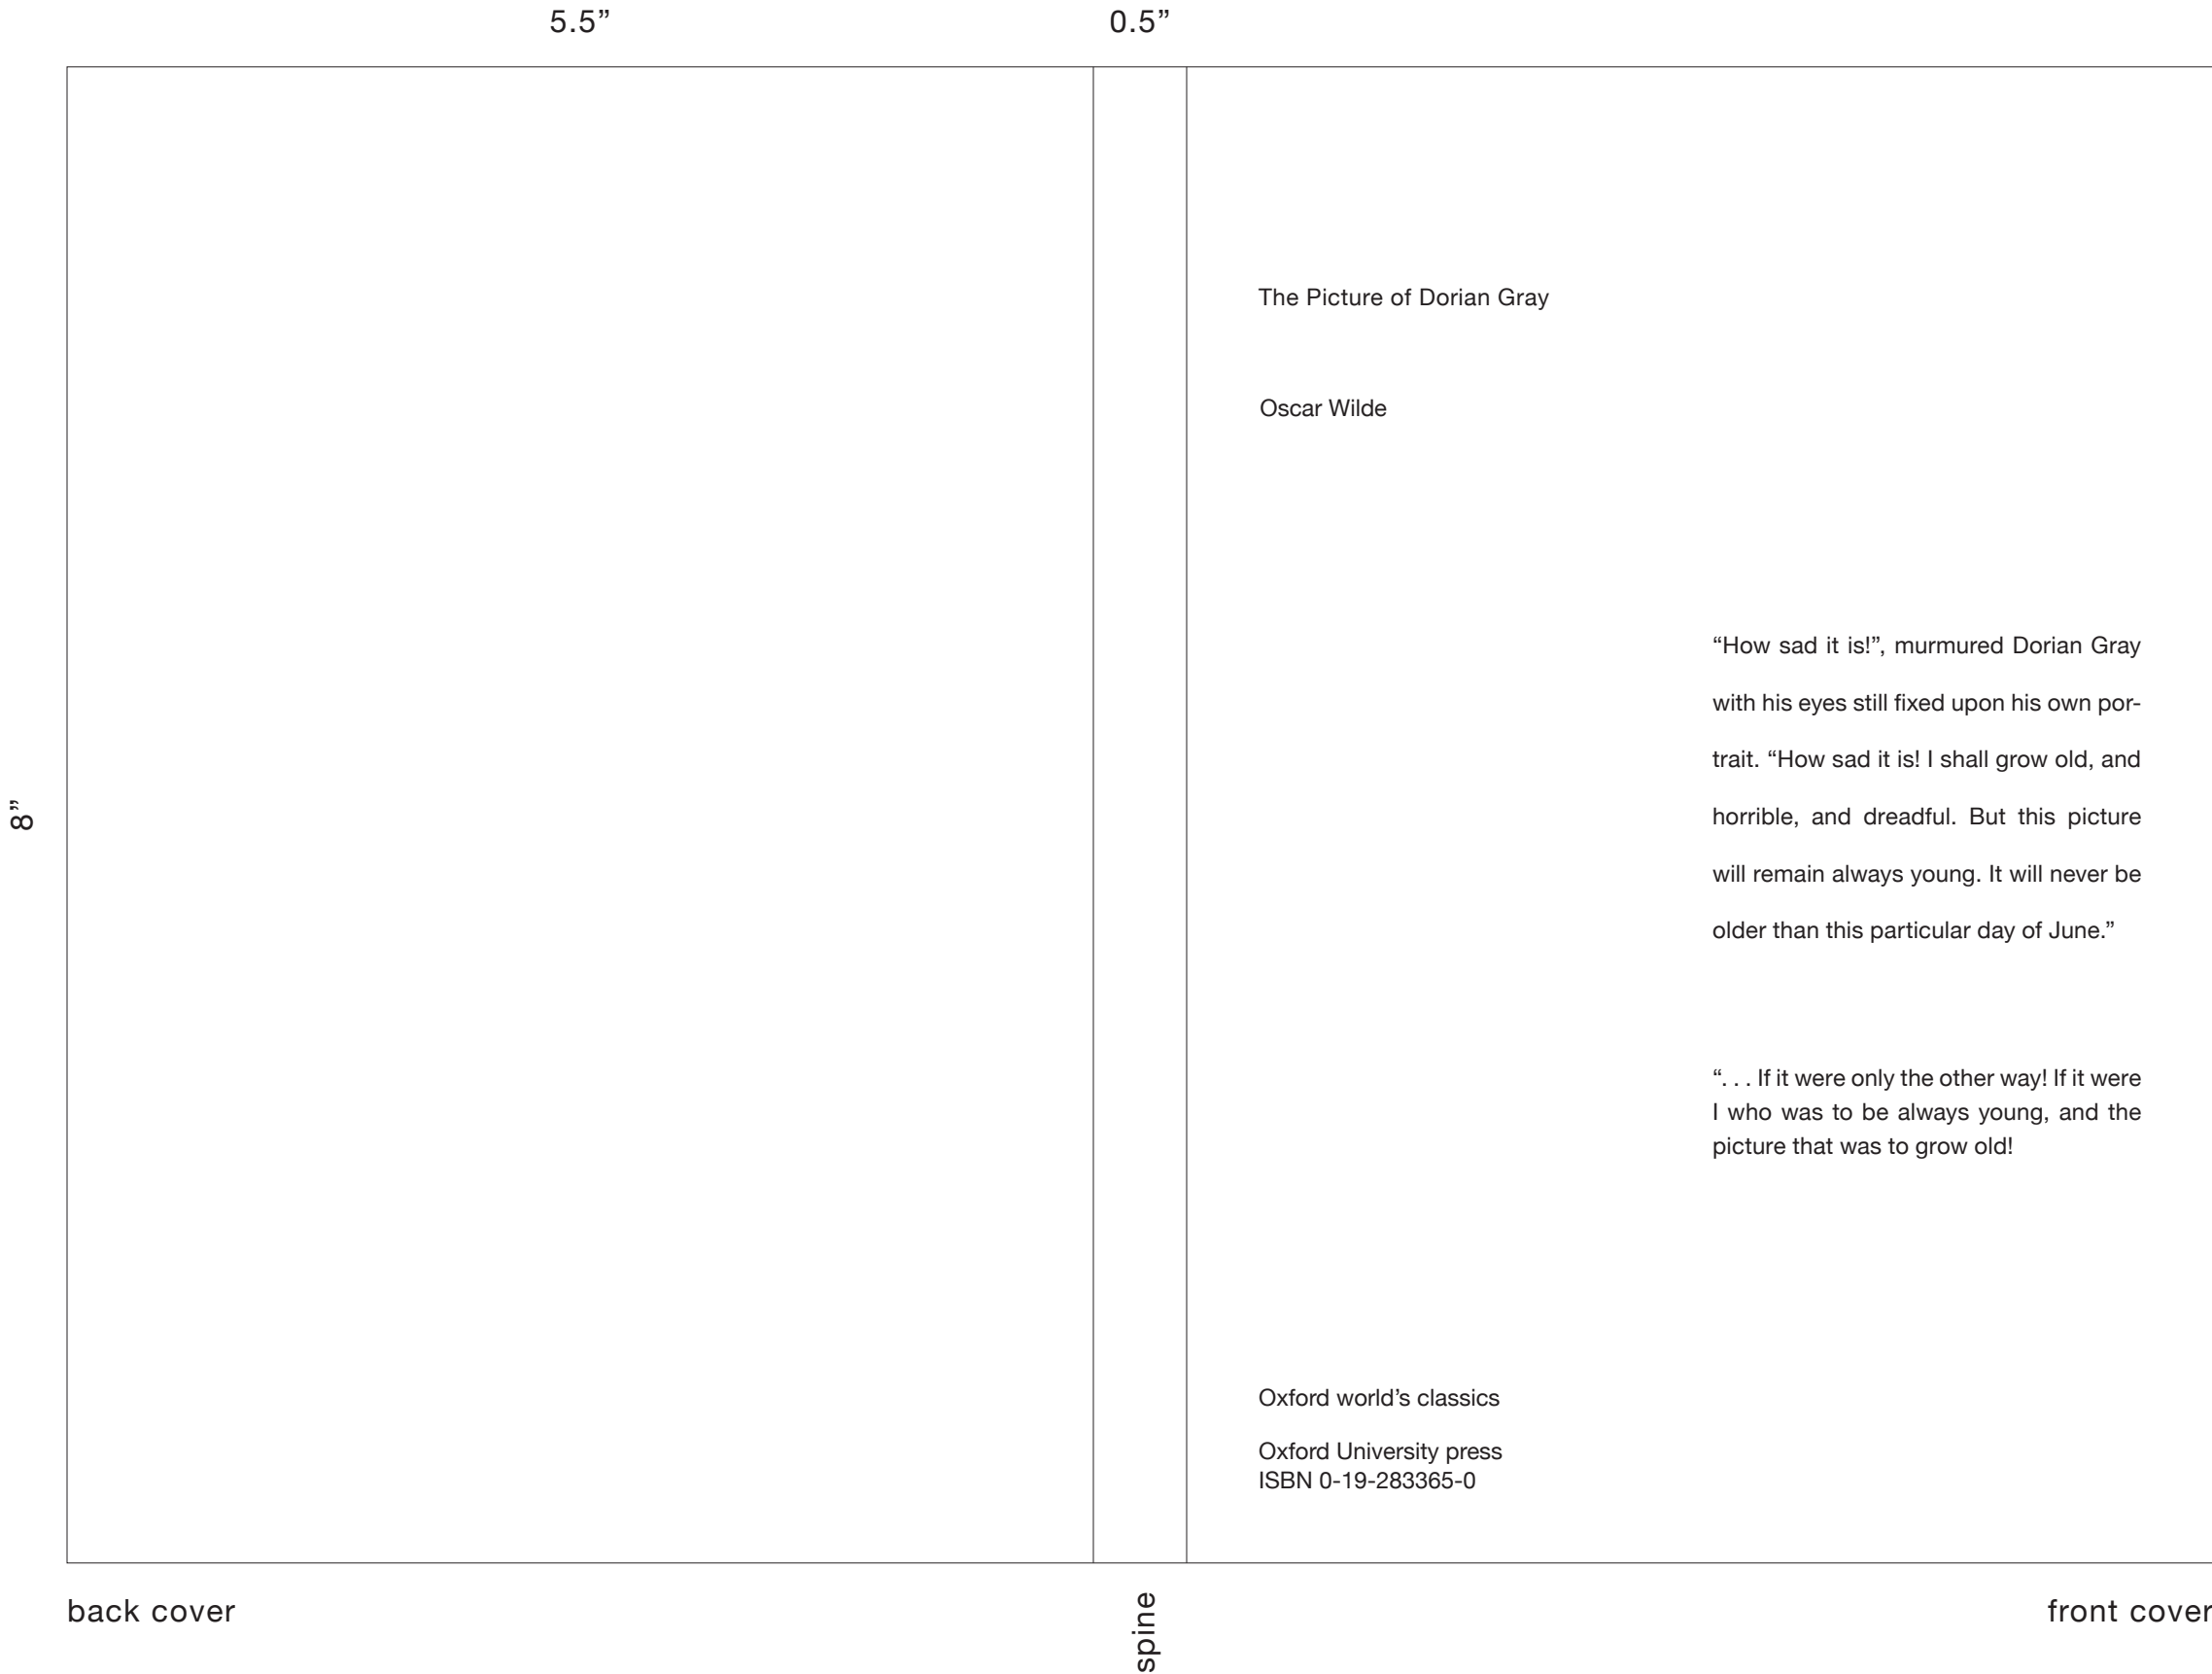 5.5”
0.5”
The Picture of Dorian Gray
Oscar Wilde
“How sad it is!”, murmured Dorian Gray
with his eyes still fixed upon his own por-
trait. “How sad it is! I shall grow old, and
horrible, and dreadful. But this picture
will remain always young. It will never be
older than this particular day of June.”
8”
“. . . If it were only the other way! If it were
I who was to be always young, and the
picture that was to grow old!
Oxford world’s classics
Oxford University press
ISBN 0-19-283365-0
back cover
spine
front cover